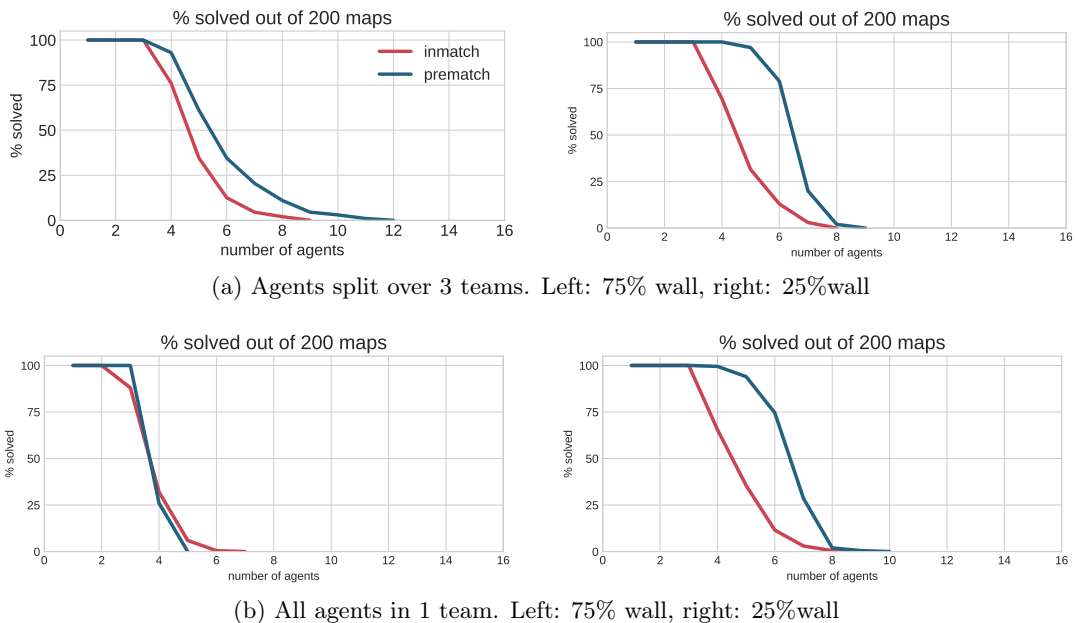 % solved out of 200 maps
100
75
50
25
0
% solved
inmatch
prematch
0 2 4 6 8 10 12 14 16
number of agents
% solved out of 200 maps
100
75
50
25
0
% solved
0 2 4 6 8 10 12 14 16
number of agents
(a) Agents split over 3 teams. Left: 75% wall, right: 25%wall
% solved out of 200 maps
100
75
50
25
0
% solved
0 2 4 6 8 10 12 14 16
number of agents
% solved out of 200 maps
100
75
50
25
0
% solved
0 2 4 6 8 10 12 14 16
number of agents
(b) All agents in 1 team. Left: 75% wall, right: 25%wall